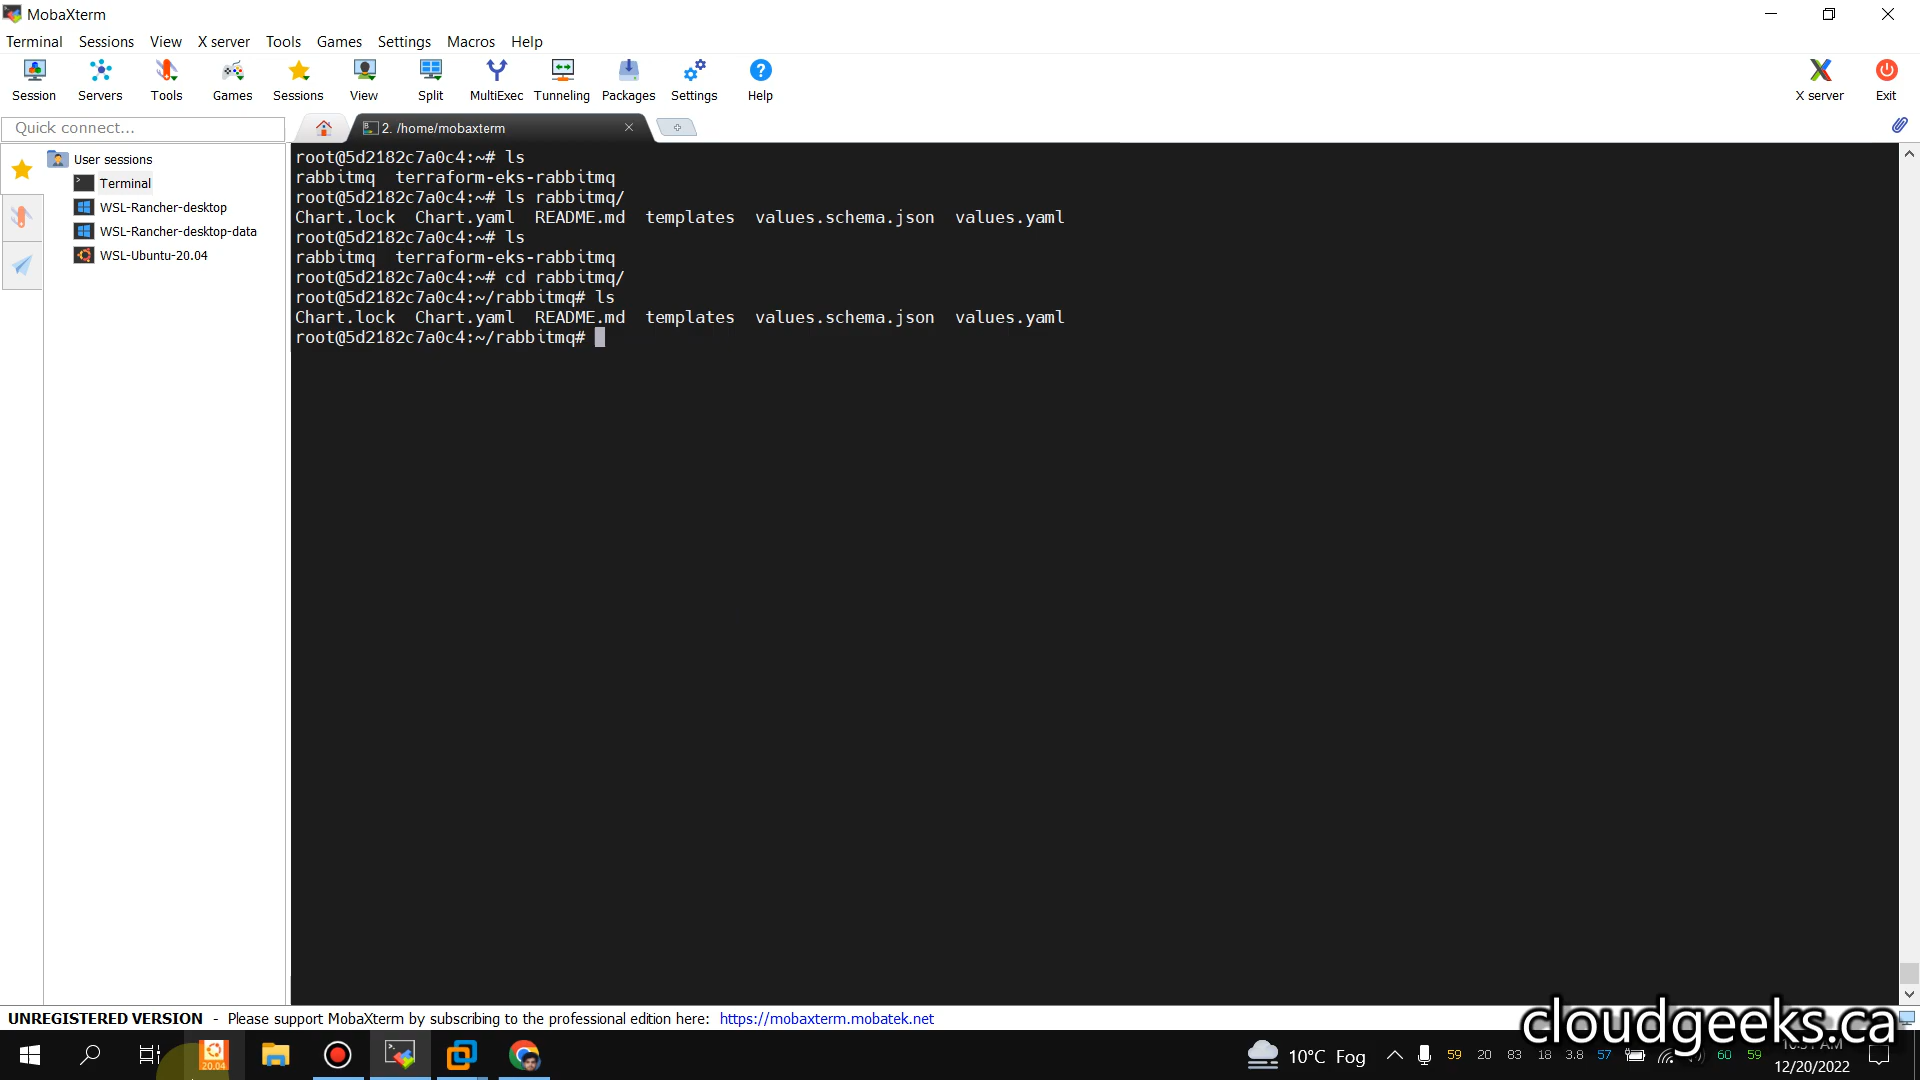 MobaXterm
Terminal Sessions View X server Tools Games Settings Macros Help
Session Servers Tools Games Sessions View Split MultiExec Tunneling Packages Settings Help X server Exit
Quick connect...
2. /home/mobaxterm
User sessions
Terminal
WSL-Rancher-desktop
WSL-Rancher-desktop-data
WSL-Ubuntu-20.04
root@5d2182c7a0c4:~# ls
rabbitmq terraform-eks-rabbitmq
root@5d2182c7a0c4:~# ls rabbitmq/
Chart.lock Chart.yaml README.md templates values.schema.json values.yaml
root@5d2182c7a0c4:~# ls
rabbitmq terraform-eks-rabbitmq
root@5d2182c7a0c4:~# cd rabbitmq/
root@5d2182c7a0c4:~/rabbitmq# ls
Chart.lock Chart.yaml README.md templates values.schema.json values.yaml
root@5d2182c7a0c4:~/rabbitmq#
UNREGISTERED VERSION - Please support MobaXterm by subscribing to the professional edition here: https://mobaxterm.mobatek.net
cloudgeeks.ca
20.04
10°C Fog 59 20 83 18 3.8 57 60 59
12/20/2022